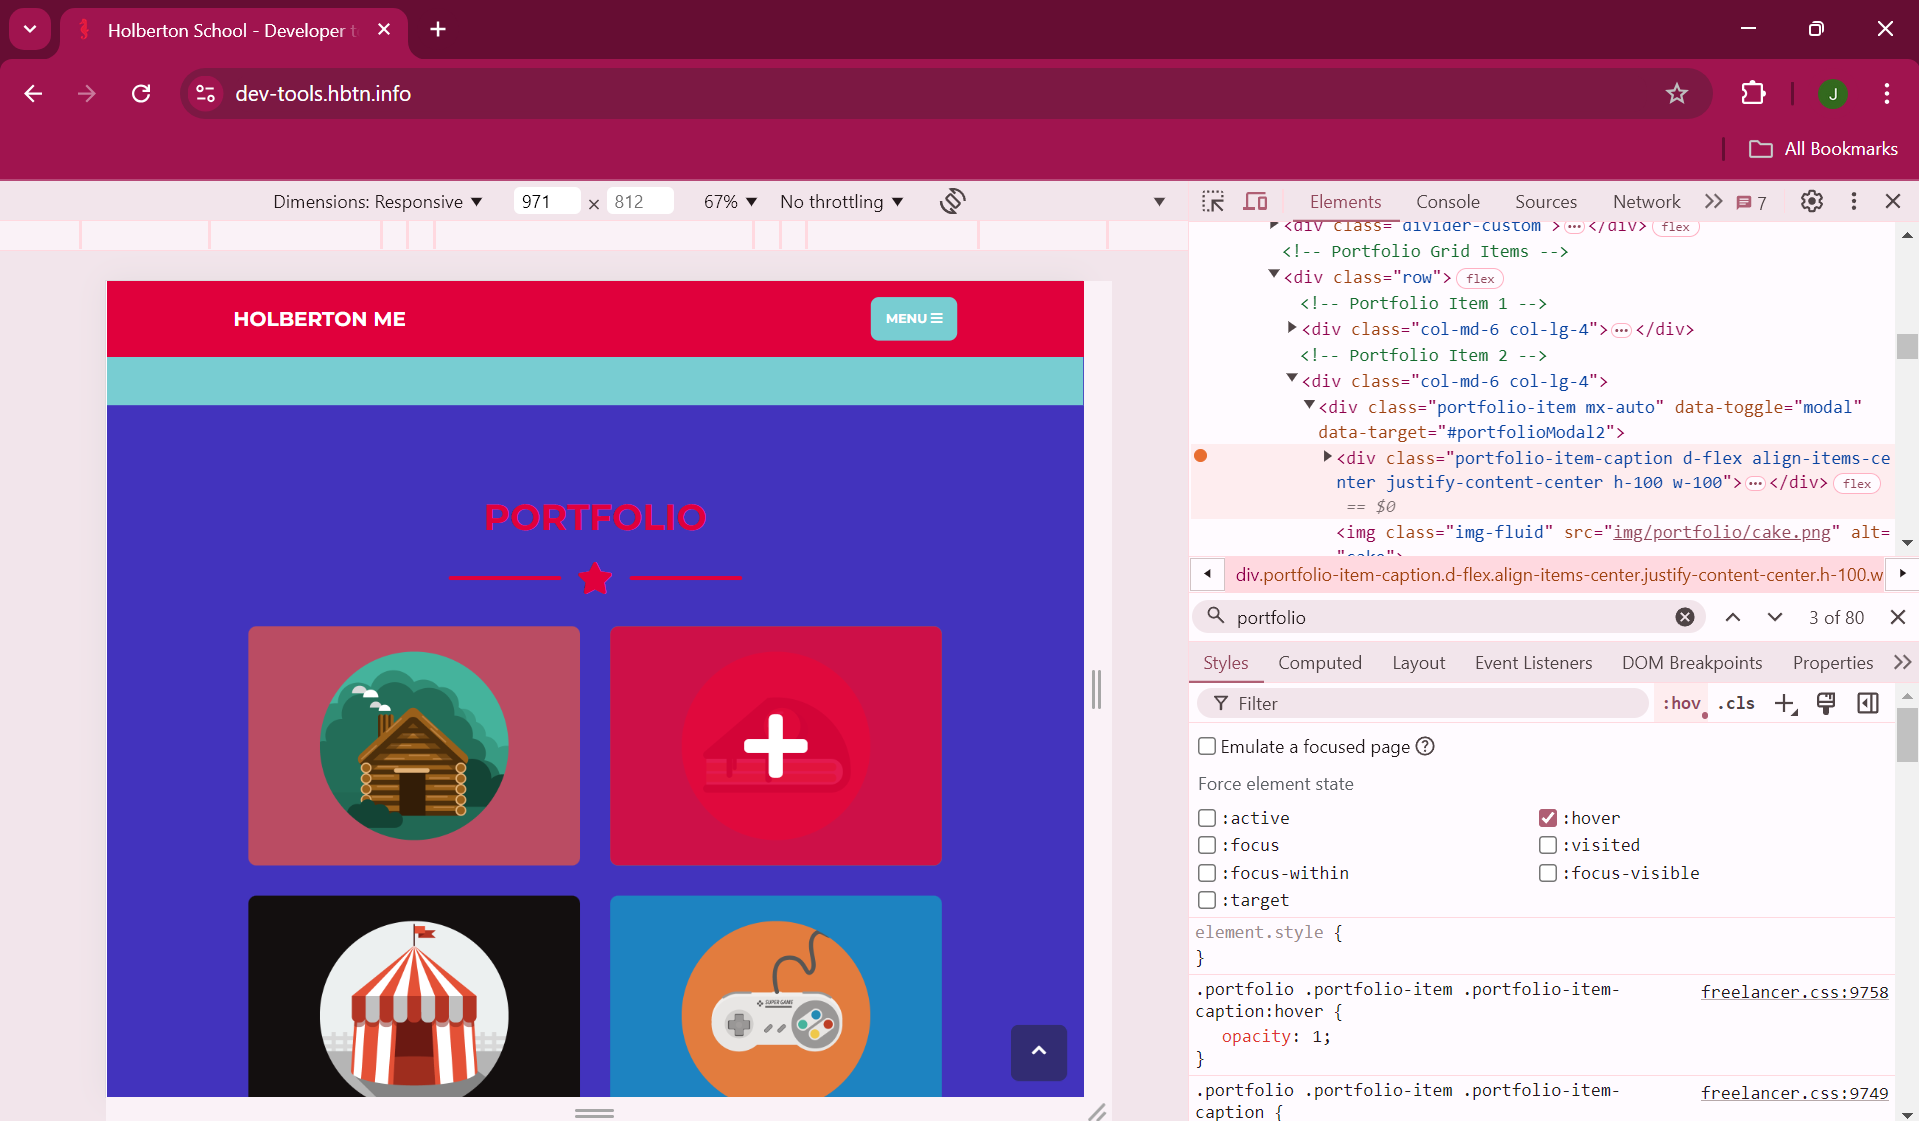 Holberton School - Developer t
dev-tools.hbtn.info
J
All Bookmarks
Dimensions: Responsive
971 × 812
67%
No throttling
HOLBERTON ME
MENU
PORTFOLIO
SUPER GAME
Elements
Console
Sources
Network
7
<div class="divider-custom"> … </div> flex
<!-- Portfolio Grid Items -->
<div class="row"> flex
<!-- Portfolio Item 1 -->
<div class="col-md-6 col-lg-4"> … </div>
<!-- Portfolio Item 2 -->
<div class="col-md-6 col-lg-4">
<div class="portfolio-item mx-auto" data-toggle="modal"
data-target="#portfolioModal2">
<div class="portfolio-item-caption d-flex align-items-ce
nter justify-content-center h-100 w-100"> … </div> flex
== $0
<img class="img-fluid" src="img/portfolio/cake.png" alt=
"cake">
div.portfolio-item-caption.d-flex.align-items-center.justify-content-center.h-100.w
portfolio
3 of 80
Styles
Computed
Layout
Event Listeners
DOM Breakpoints
Properties
Filter
:hov
.cls
Emulate a focused page
Force element state
:active
:hover
:focus
:visited
:focus-within
:focus-visible
:target
element.style {
}
.portfolio .portfolio-item .portfolio-item-
caption:hover {
freelancer.css:9758
opacity: 1;
}
.portfolio .portfolio-item .portfolio-item-
caption {
freelancer.css:9749